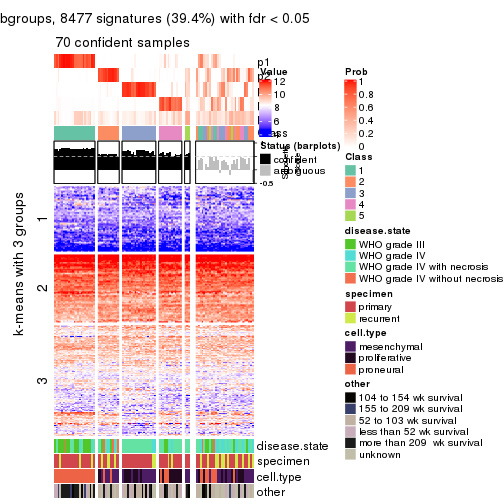 bgroups, 8477 signatures (39.4%) with fdr < 0.05
70 confident samples
p1
Value
12
10
8
6
4
Status (barplots)
confident
ambiguous
-0.5
k-means with 3 groups
1
2
3
disease.state
specimen
cell.type
other
Prob
1
0.8
0.6
0.4
0.2
0
Class
1
2
3
4
5
disease.state
WHO grade III
WHO grade IV
WHO grade IV with necrosis
WHO grade IV without necrosis
specimen
primary
recurrent
cell.type
mesenchymal
proliferative
proneural
other
104 to 154 wk survival
155 to 209 wk survival
52 to 103 wk survival
less than 52 wk survival
more than 209  wk survival
unknown